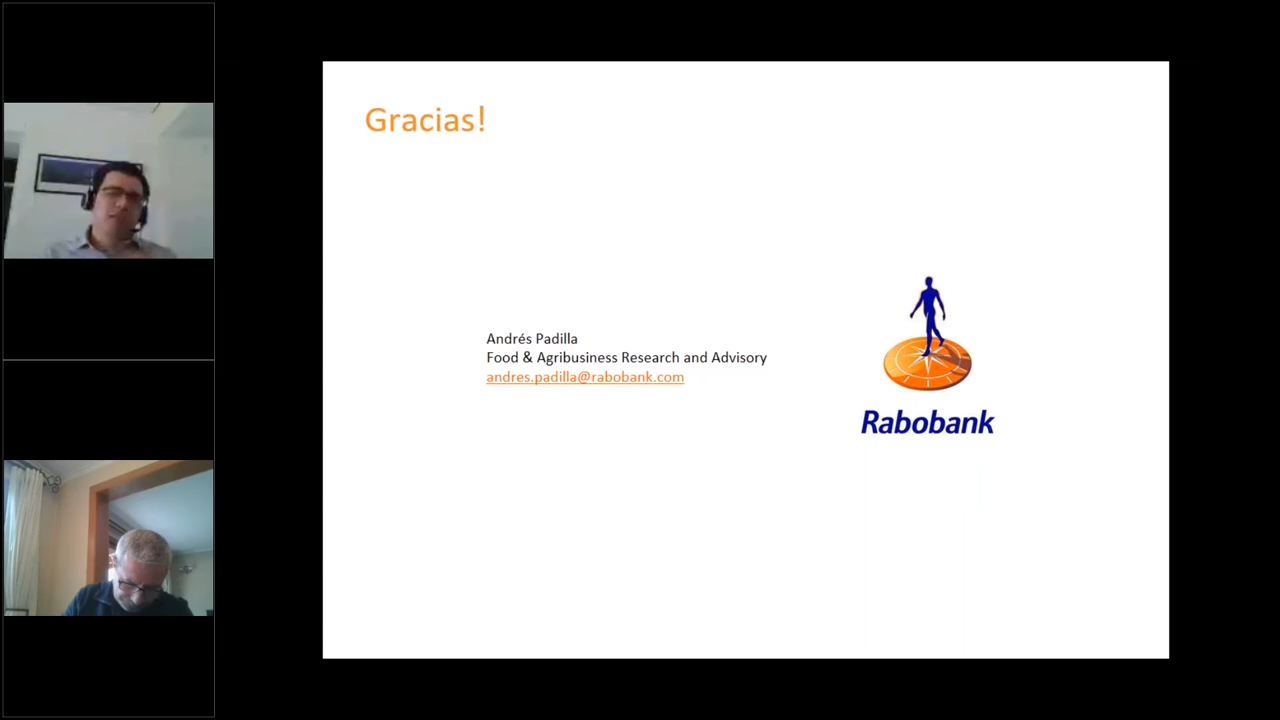 Gracias!
Andrés Padilla
Food & Agribusiness Research and Advisory
andres.padilla@rabobank.com
Rabobank